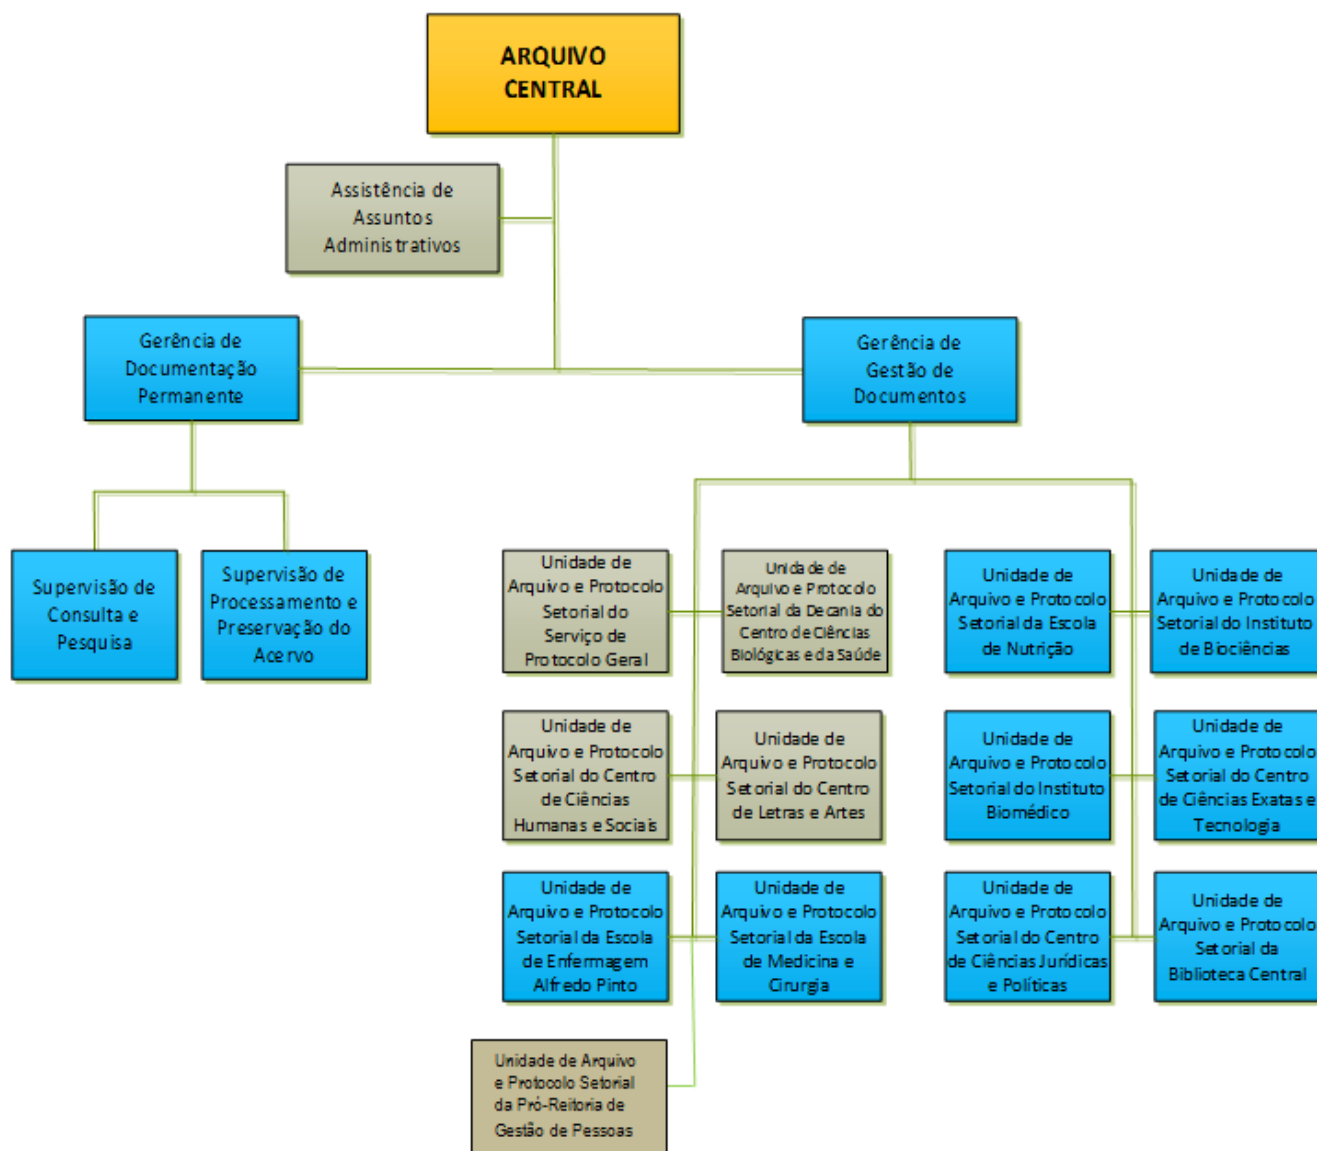 ARQUIVO
CENTRAL
Assistência de
Assuntos
Administrativos
Gerência de
Documentação
Permanente
Gerência de
Gestão de
Documentos
Supervisão de
Consulta e
Pesquisa
Supervisão de
Processamento e
Preservação do
Acervo
Unidade de
Arquivo e Protocolo
Setorial do
Serviço de
Protocolo Geral
Unidade de
Arquivo e Protocolo
Setorial da Decania do
Centro de Ciências
Biológicas e da Saúde
Unidade de
Arquivo e Protocolo
Setorial da Escola
de Nutrição
Unidade de
Arquivo e Protocolo
Setorial do Instituto
de Biociências
Unidade de
Arquivo e Protocolo
Setorial do Centro
de Ciências
Humanas e Sociais
Unidade de
Arquivo e Protocolo
Setorial do Centro
de Letras e Artes
Unidade de
Arquivo e Protocolo
Setorial do Instituto
Biomédico
Unidade de
Arquivo e Protocolo
Setorial do Centro
de Ciências Exatas e
Tecnologia
Unidade de
Arquivo e Protocolo
Setorial da Escola
de Enfermagem
Alfredo Pinto
Unidade de
Arquivo e Protocolo
Setorial da Escola
de Medicina e
Cirurgia
Unidade de
Arquivo e Protocolo
Setorial do Centro
de Ciências Jurídicas
e Políticas
Unidade de
Arquivo e Protocolo
Setorial da
Biblioteca Central
Unidade de Arquivo
e Protocolo Setorial
da Pró-Reitoria de
Gestão de Pessoas